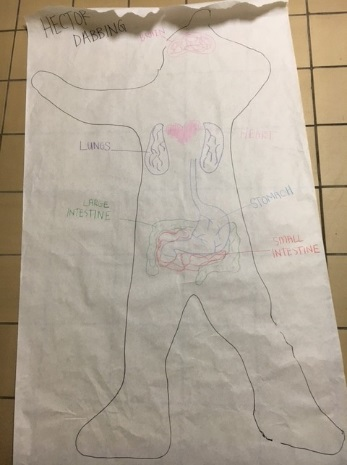 HECTOR
DABBING
BRAIN
HEART
LUNGS
STOMACH
LARGE
INTESTINE
SMALL
INTESTINE